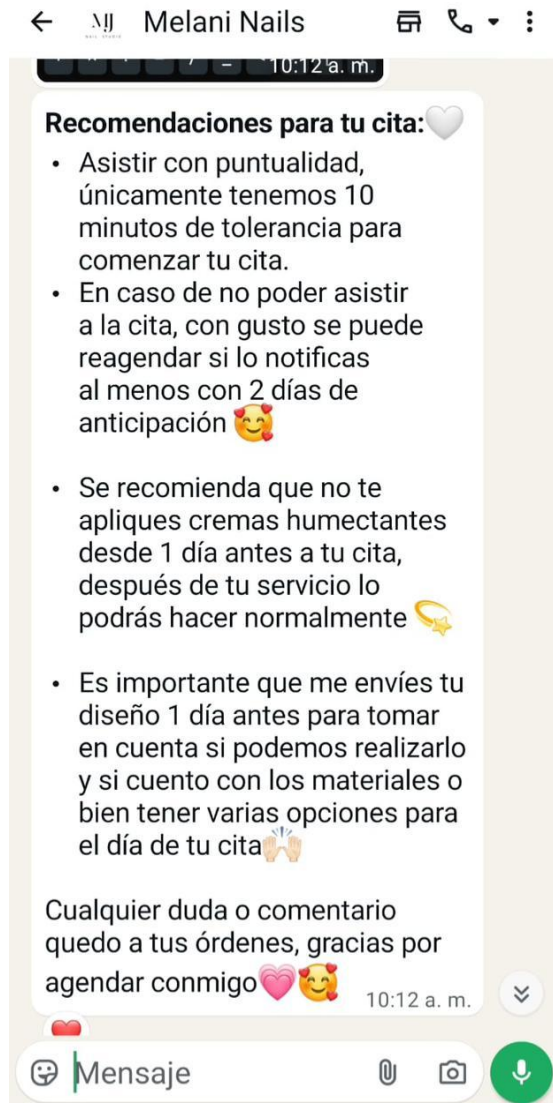 MJ
Melani Nails
10:12 a. m.
Recomendaciones para tu cita:🤍
• Asistir con puntualidad,
únicamente tenemos 10
minutos de tolerancia para
comenzar tu cita.
• En caso de no poder asistir
a la cita, con gusto se puede
reagendar si lo notificas
al menos con 2 días de
anticipación 🥰
• Se recomienda que no te
apliques cremas humectantes
desde 1 día antes a tu cita,
después de tu servicio lo
podrás hacer normalmente 💫
• Es importante que me envíes tu
diseño 1 día antes para tomar
en cuenta si podemos realizarlo
y si cuento con los materiales o
bien tener varias opciones para
el día de tu cita🙌🏻
Cualquier duda o comentario
quedo a tus órdenes, gracias por
agendar conmigo💗🥰
10:12 a. m.
Mensaje